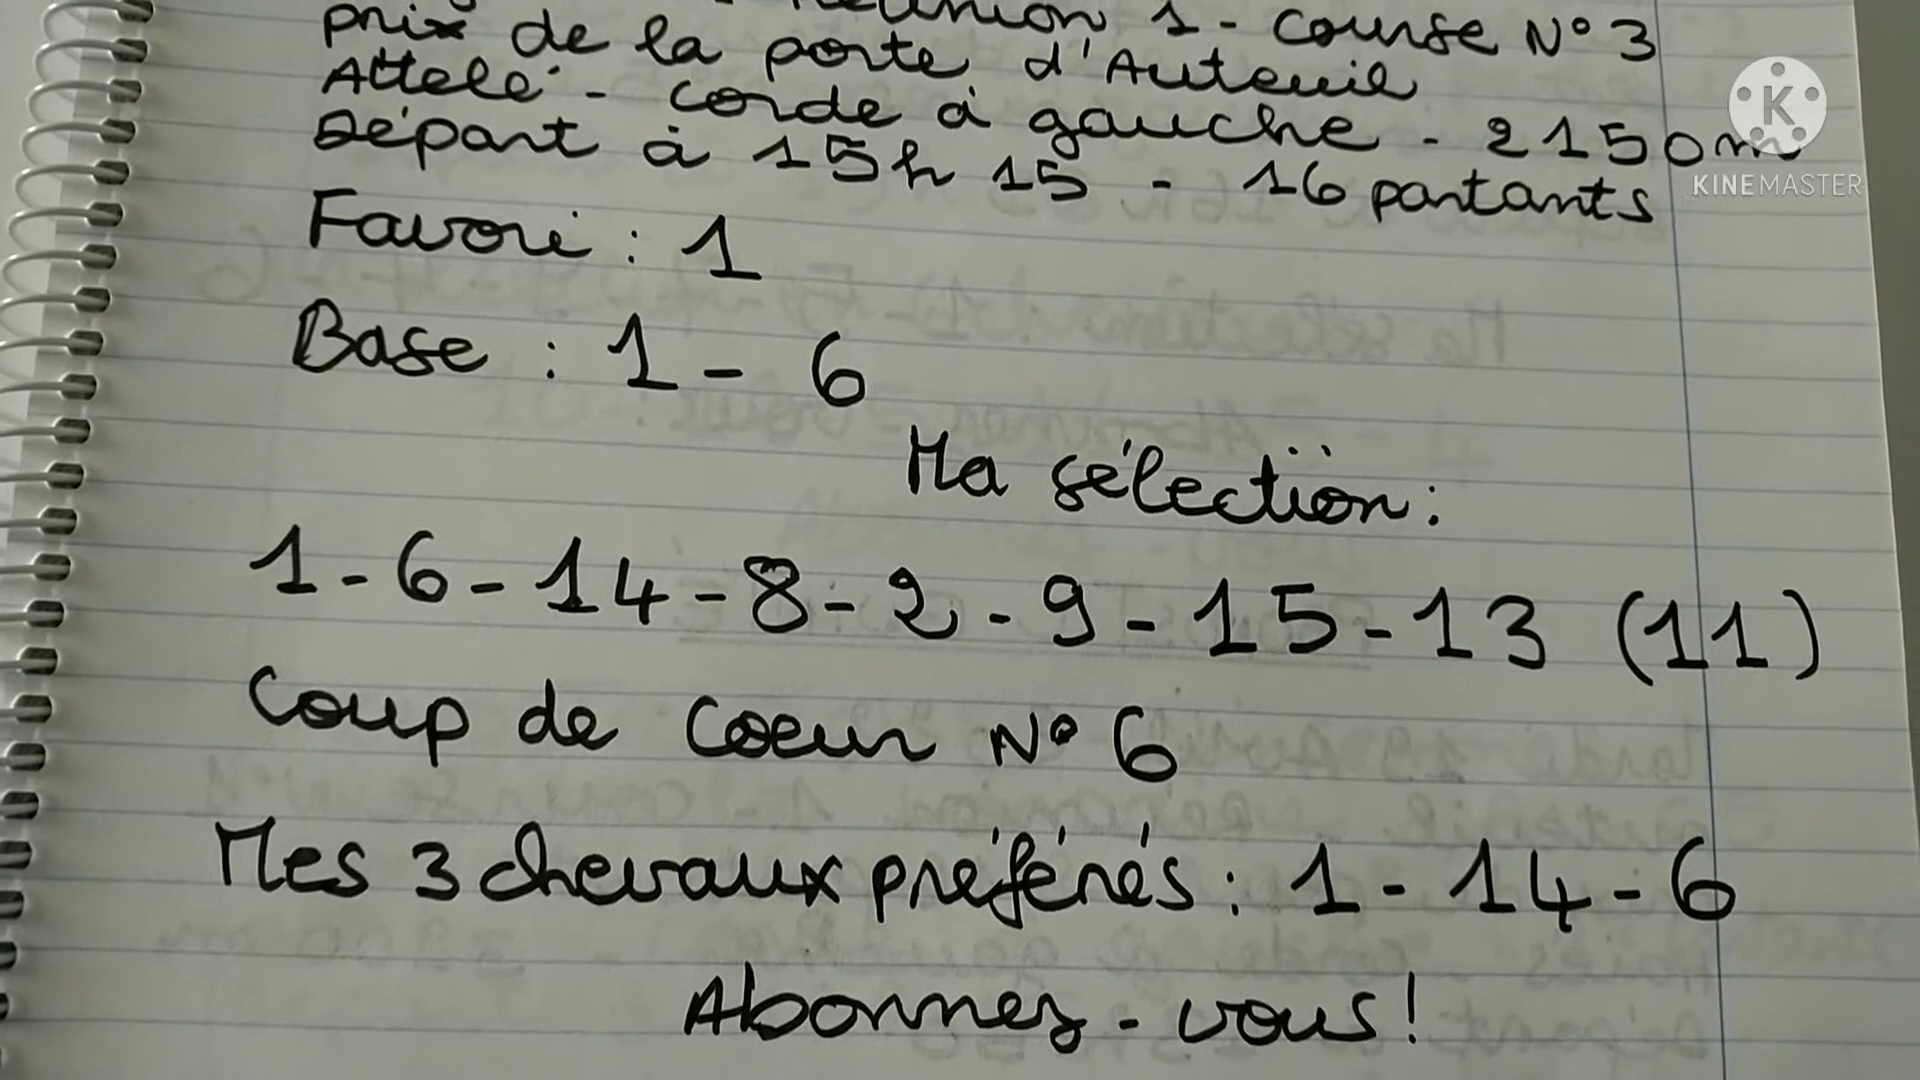 Réunion 1 - course N° 3
prix de la porte d'Auteuil
Attelé - corde à gauche - 2150m
Départ à 15h15 - 16 partants
Favori : 1
Base : 1 - 6
Ma sélection :
1 - 6 - 14 - 8 - 2 - 9 - 15 - 13 (11)
Coup de coeur N° 6
Mes 3 chevaux préférés : 1 - 14 - 6
Abonnez-vous !
K
KINEMASTER